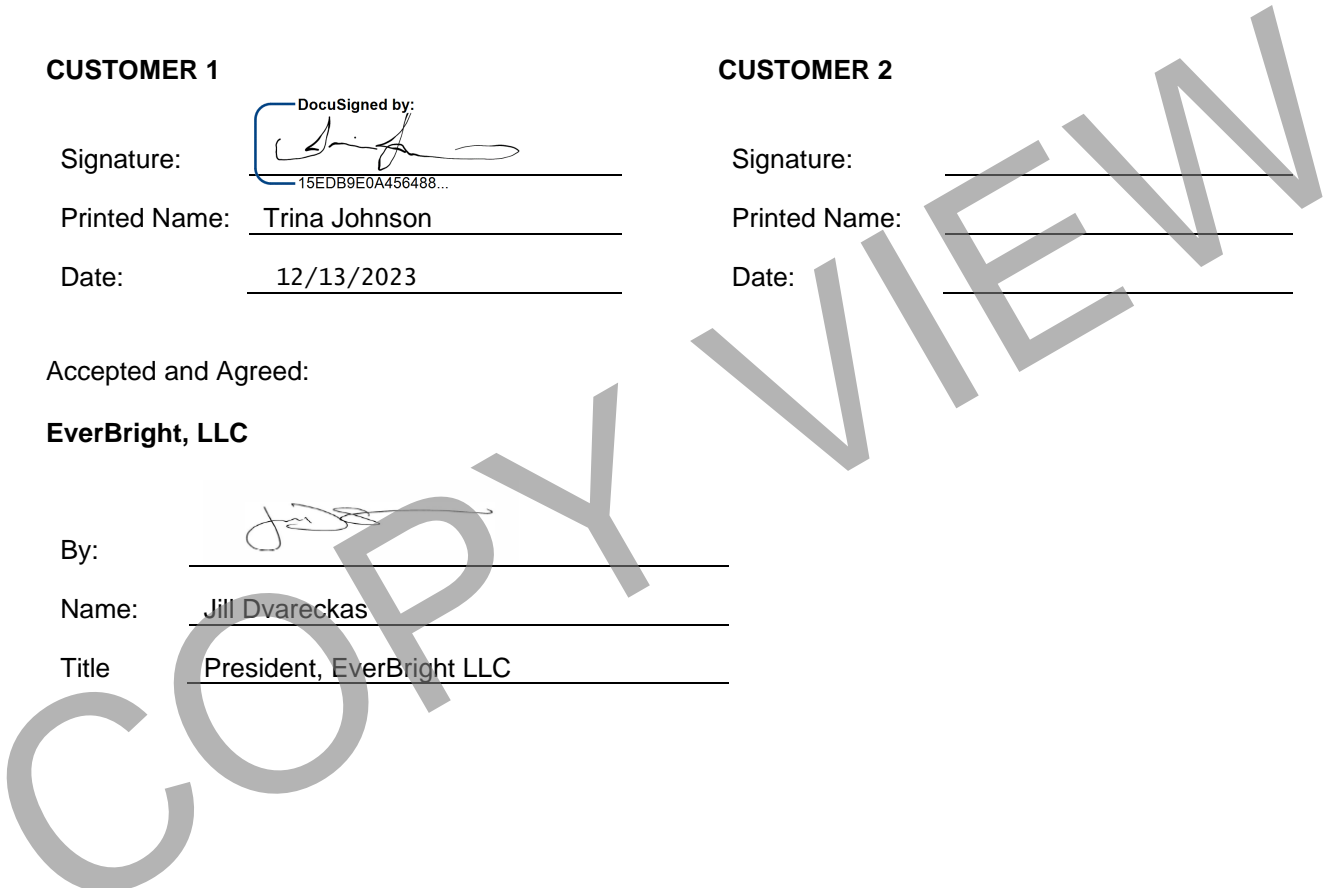 CUSTOMER 1
CUSTOMER 2
DocuSigned by:
Signature:
15EDB9E0A456488...
Signature:
Printed Name: Trina Johnson
Printed Name:
Date: 12/13/2023
Date:
Accepted and Agreed:
EverBright, LLC
By:
Name: Jill Dvareckas
Title President, EverBright LLC
COPY VIEW